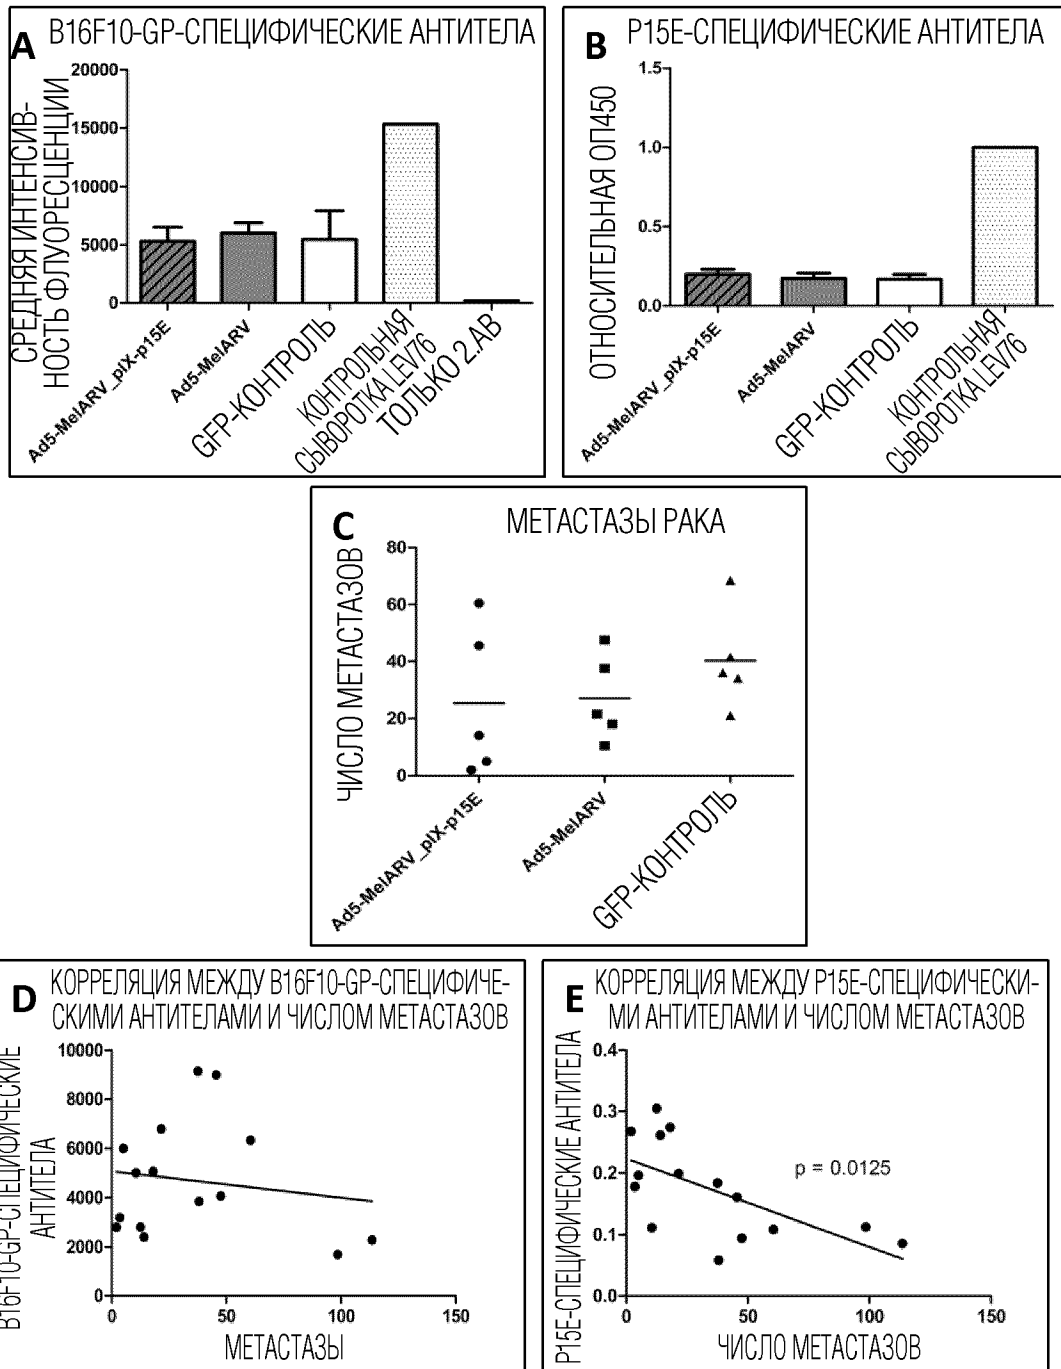 A
B16F10-GP-СПЕЦИФИЧЕСКИЕ АНТИТЕЛА
СРЕДНЯЯ ИНТЕНСИВ-
НОСТЬ ФЛУОРЕСЦЕНЦИИ
20000
15000
10000
5000
0
Ad5-MelARV_pIX-p15E
Ad5-MelARV
GFP-КОНТРОЛЬ
КОНТРОЛЬНАЯ
СЫВОРОТКА LEV76
ТОЛЬКО 2.АВ
B
P15E-СПЕЦИФИЧЕСКИЕ АНТИТЕЛА
ОТНОСИТЕЛЬНАЯ ОП450
1.5
1.0
0.5
0.0
Ad5-MelARV_pIX-p15E
Ad5-MelARV
GFP-КОНТРОЛЬ
КОНТРОЛЬНАЯ
СЫВОРОТКА LEV76
C
МЕТАСТАЗЫ РАКА
ЧИСЛО МЕТАСТАЗОВ
80
60
40
20
0
Ad5-MelARV_pIX-p15E
Ad5-MelARV
GFP-КОНТРОЛЬ
D
КОРРЕЛЯЦИЯ МЕЖДУ B16F10-GP-СПЕЦИФИЧЕ-
СКИМИ АНТИТЕЛАМИ И ЧИСЛОМ МЕТАСТАЗОВ
B16F10-GP-СПЕЦИФИЧЕСКИЕ
АНТИТЕЛА
10000
8000
6000
4000
2000
0
0
50
100
150
МЕТАСТАЗЫ
E
КОРРЕЛЯЦИЯ МЕЖДУ P15E-СПЕЦИФИЧЕСКИ-
МИ АНТИТЕЛАМИ И ЧИСЛОМ МЕТАСТАЗОВ
P15E-СПЕЦИФИЧЕСКИЕ АНТИТЕЛА
0.4
0.3
0.2
0.1
0.0
p = 0.0125
0
50
100
150
ЧИСЛО МЕТАСТАЗОВ